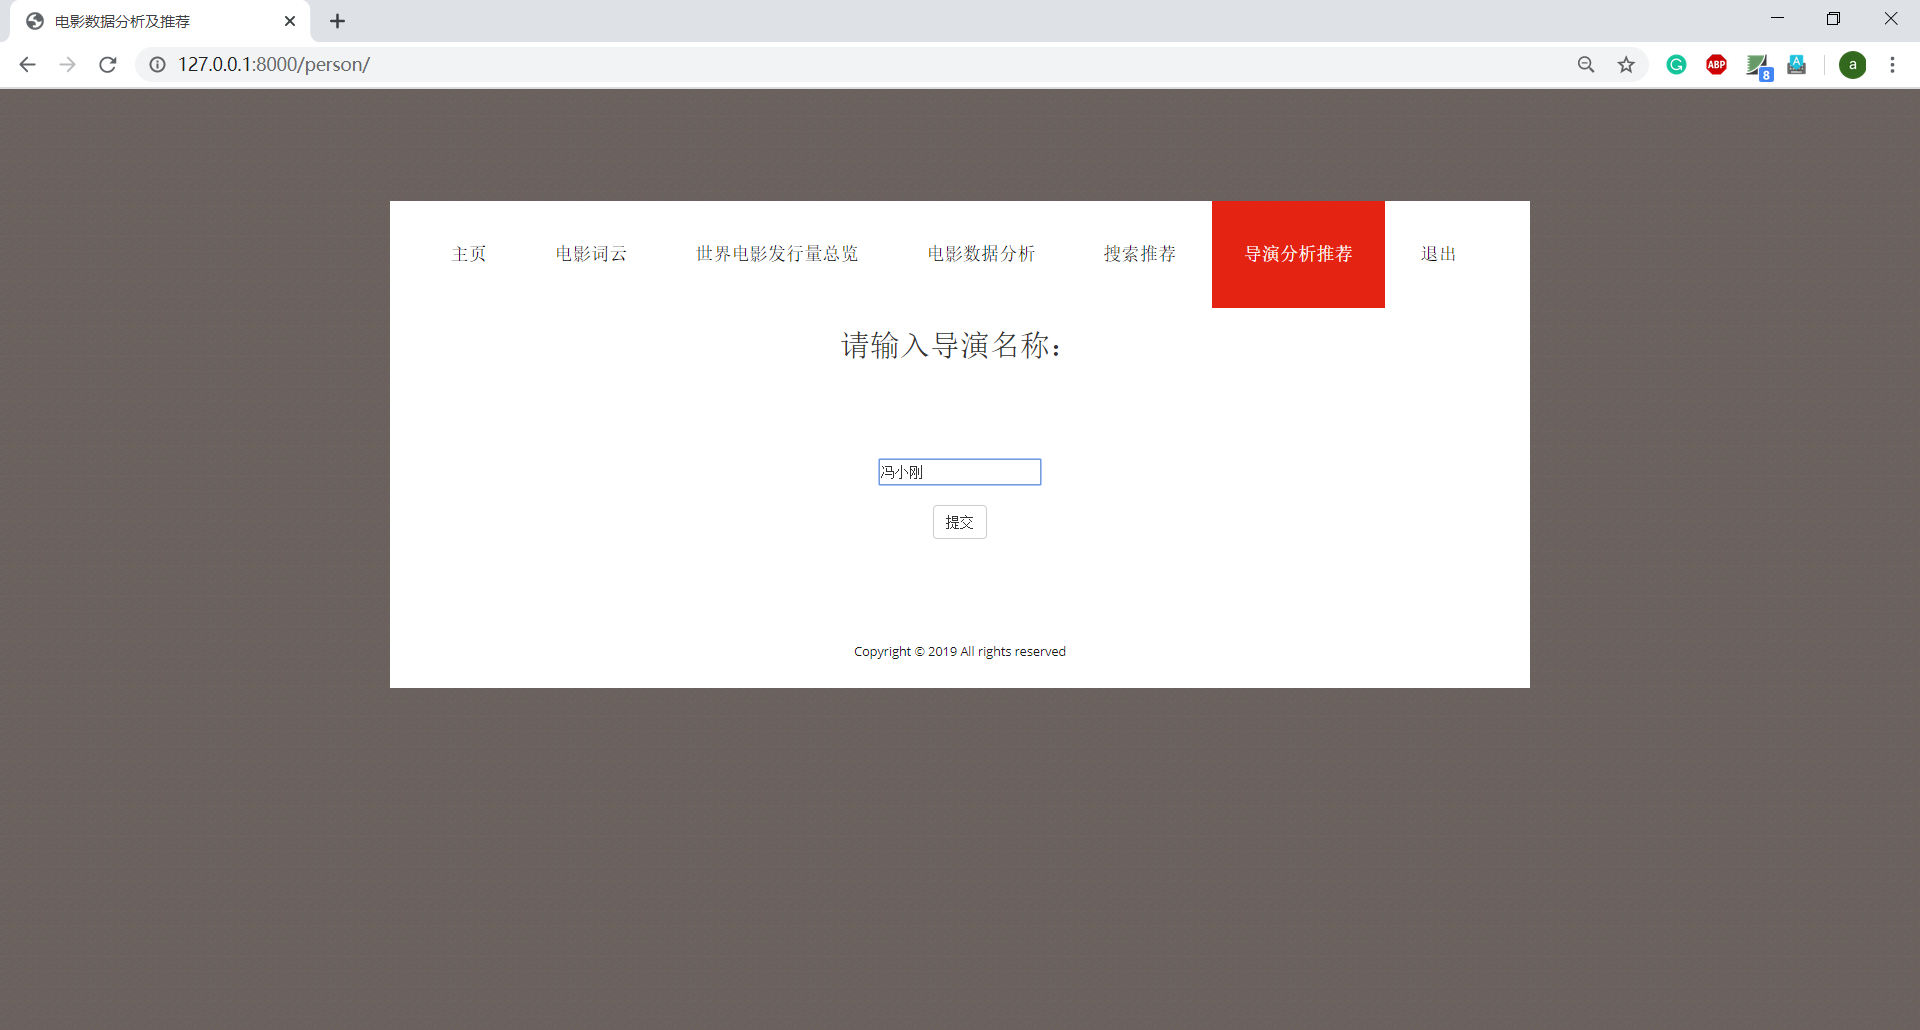 电影数据分析及推荐
127.0.0.1:8000/person/
ABP
8
A
a
主页 电影词云 世界电影发行量总览 电影数据分析 搜索推荐 导演分析推荐 退出
请输入导演名称：
冯小刚
提交
Copyright © 2019 All rights reserved